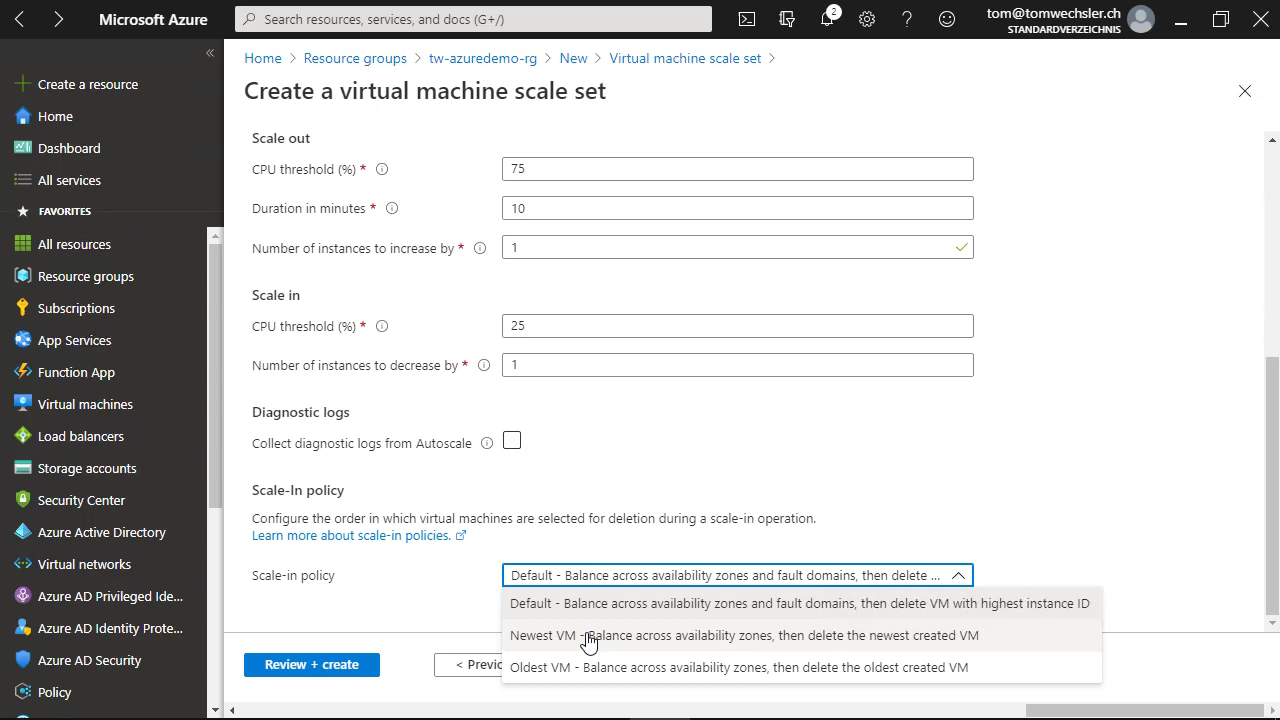 Microsoft Azure
Search resources, services, and docs (G+/)
2
tom@tomwechsler.ch
STANDARDVERZEICHNIS
Create a resource
Home
Dashboard
All services
FAVORITES
All resources
Resource groups
Subscriptions
App Services
Function App
Virtual machines
Load balancers
Storage accounts
Security Center
Azure Active Directory
Virtual networks
Azure AD Privileged Ide...
Azure AD Identity Prote...
Azure AD Security
Policy
Home > Resource groups > tw-azuredemo-rg > New > Virtual machine scale set >
Create a virtual machine scale set
Scale out
CPU threshold (%) * 75
Duration in minutes * 10
Number of instances to increase by * 1
Scale in
CPU threshold (%) * 25
Number of instances to decrease by * 1
Diagnostic logs
Collect diagnostic logs from Autoscale
Scale-In policy
Configure the order in which virtual machines are selected for deletion during a scale-in operation.
Learn more about scale-in policies.
Scale-in policy Default - Balance across availability zones and fault domains, then delete ...
Default - Balance across availability zones and fault domains, then delete VM with highest instance ID
Newest VM - Balance across availability zones, then delete the newest created VM
Oldest VM - Balance across availability zones, then delete the oldest created VM
Review + create
< Previo